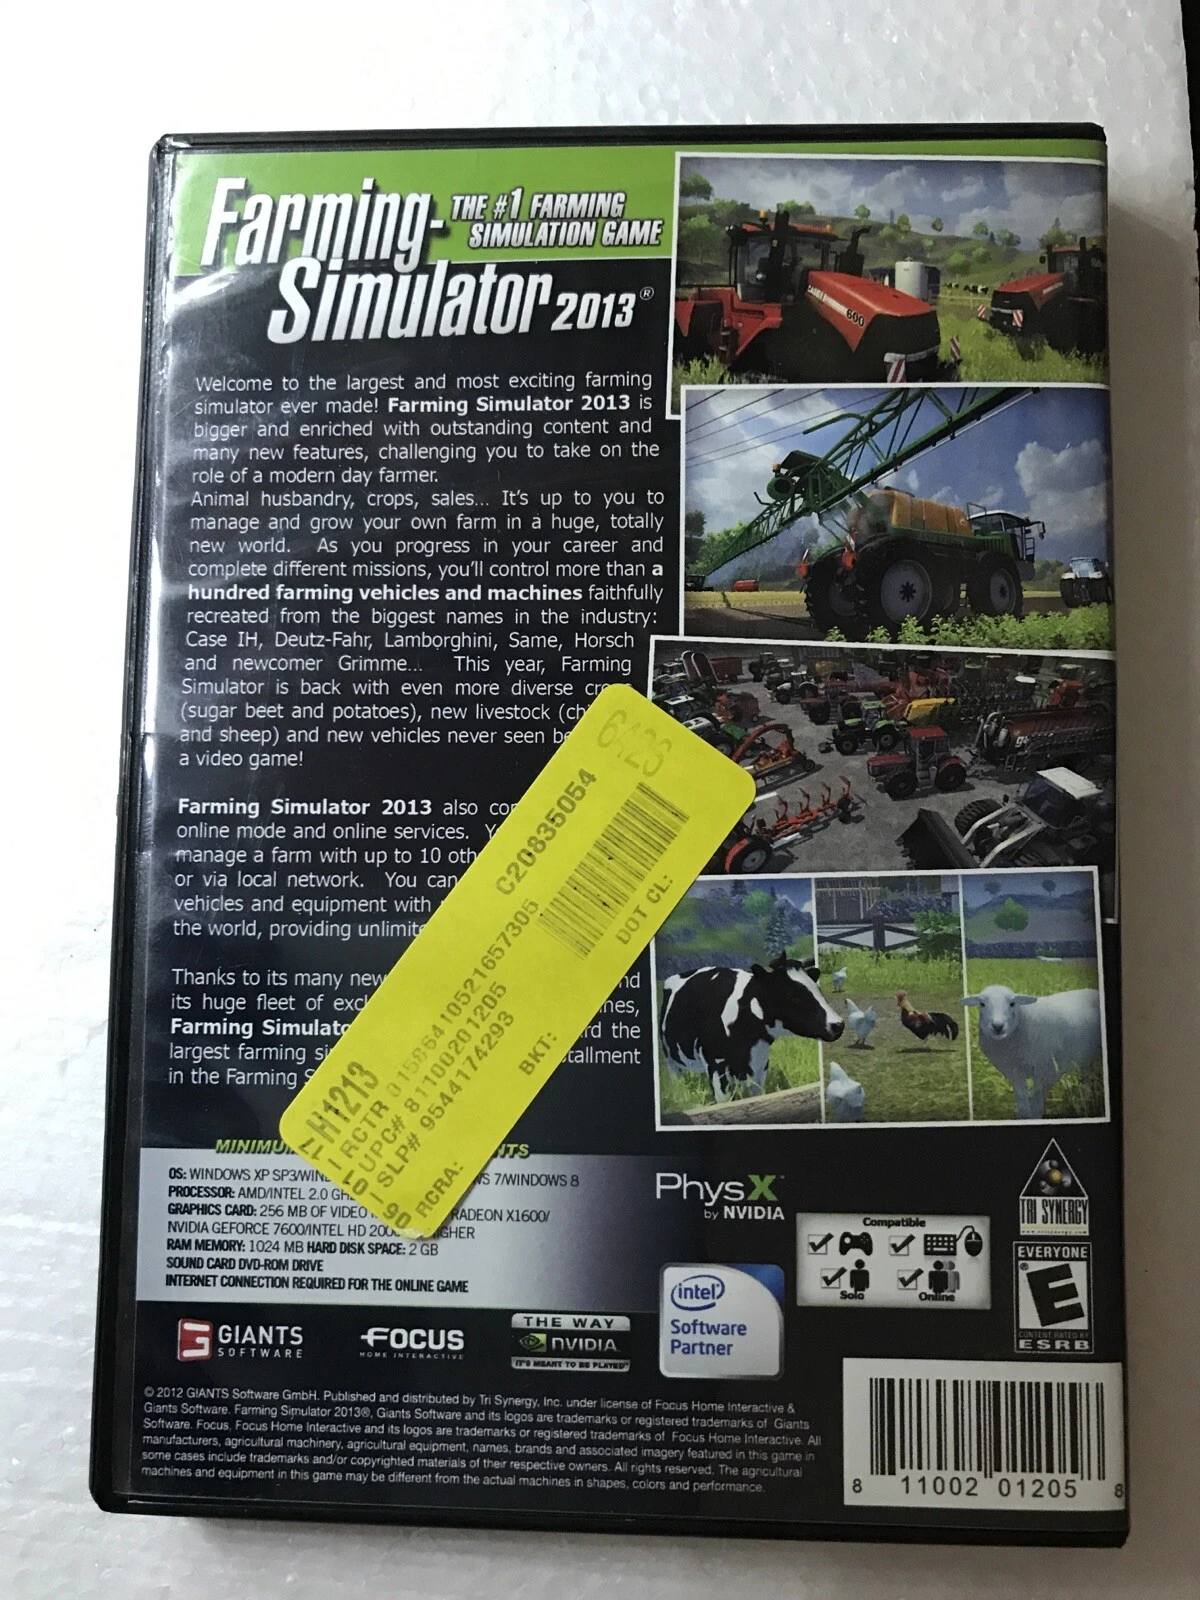 Farming-
Simulator 2013®
THE #1 FARMING
SIMULATION GAME
Welcome to the largest and most exciting farming
simulator ever made! Farming Simulator 2013 is
bigger and enriched with outstanding content and
many new features, challenging you to take on the
role of a modern day farmer.
Animal husbandry, crops, sales... It's up to you to
manage and grow your own farm in a huge, totally
new world. As you progress in your career and
complete different missions, you'll control more than a
hundred farming vehicles and machines faithfully
recreated from the biggest names in the industry:
Case IH, Deutz-Fahr, Lamborghini, Same, Horsch
and newcomer Grimme... This year, Farming
Simulator is back with even more diverse
(sugar beet and potatoes), new livestock
and sheep) and new vehicles never seen
a video game!
Farming Simulator 2013 also
online mode and online services.
manage a farm with up to 10
or via local network. You can
vehicles and equipment with
the world, providing
Thanks to its many new
its huge fleet of
Farming the
largest farming
in the Farming
600
6426
C20835054
DOT CL:
H1213
UPC# 81100201205
SLP# 9544174293
BKT:
RCRA:
OS: WINDOWS XP 7/WINDOWS 8
PROCESSOR: AMD/INTEL 2.0
GRAPHICS CARD: 256 MB OF RADEON X1600/
NVIDIA GEFORCE 7600/INTEL HD
RAM MEMORY: 1024 MB HARD DISK SPACE: 2 GB
SOUND CARD DVD-ROM DRIVE
INTERNET CONNECTION REQUIRED FOR THE ONLINE GAME
PhysX
by NVIDIA
TRI SYNERGY
Compatible
Solo Online
EVERYONE
E
CONTENT RATED BY
ESRB
GIANTS
SOFTWARE
FOCUS
HOME INTERACTIVE
THE WAY
NVIDIA
IT'S MEANT TO BE PLAYED
intel
Software
Partner
© 2012 GIANTS Software GmbH. Published and distributed by Tri Synergy, Inc. under license of Focus Home Interactive &
Giants Software. Farming Simulator 2013®, Giants Software and its logos are trademarks or registered trademarks of Giants
Software. Focus, Focus Home Interactive and its logos are trademarks or registered trademarks of Focus Home Interactive. All
manufacturers, agricultural machinery, agricultural equipment, names, brands and associated imagery featured in this game in
some cases include trademarks and/or copyrighted materials of their respective owners. All rights reserved. The agricultural
machines and equipment in this game may be different from the actual machines in shapes, colors and performance.
8 11002 01205 8